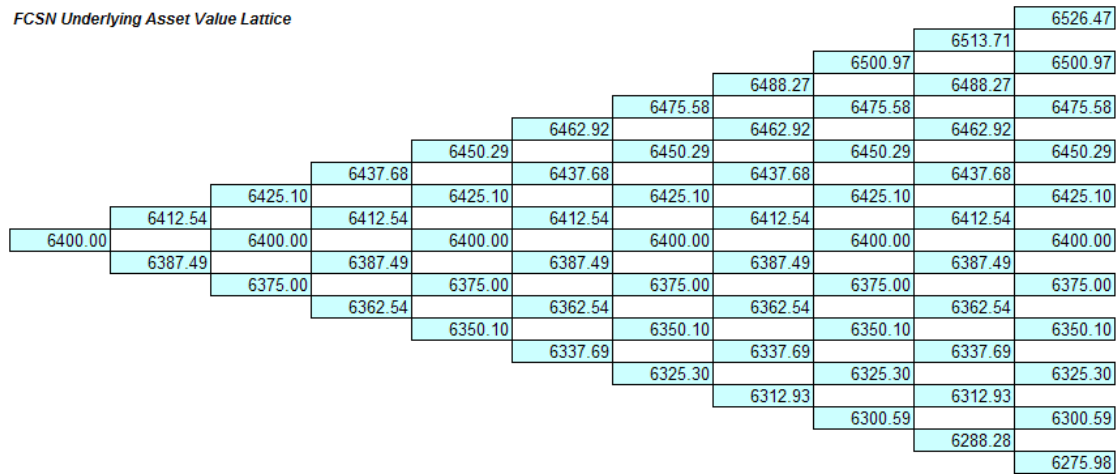 FCSN Underlying Asset Value Lattice 6526.47
6513.71
6500.97 6500.97
6488.27 6488.27
6475.58 6475.58 6475.58
6462.92 6462.92 6462.92
6450.29 6450.29 6450.29 6450.29
6437.68 6437.68 6437.68 6437.68
6425.10 6425.10 6425.10 6425.10 6425.10
6412.54 6412.54 6412.54 6412.54 6412.54
6400.00 6400.00 6400.00 6400.00 6400.00 6400.00
6387.49 6387.49 6387.49 6387.49 6387.49
6375.00 6375.00 6375.00 6375.00 6375.00
6362.54 6362.54 6362.54 6362.54
6350.10 6350.10 6350.10 6350.10
6337.69 6337.69 6337.69
6325.30 6325.30 6325.30
6312.93 6312.93
6300.59 6300.59
6288.28
6275.98